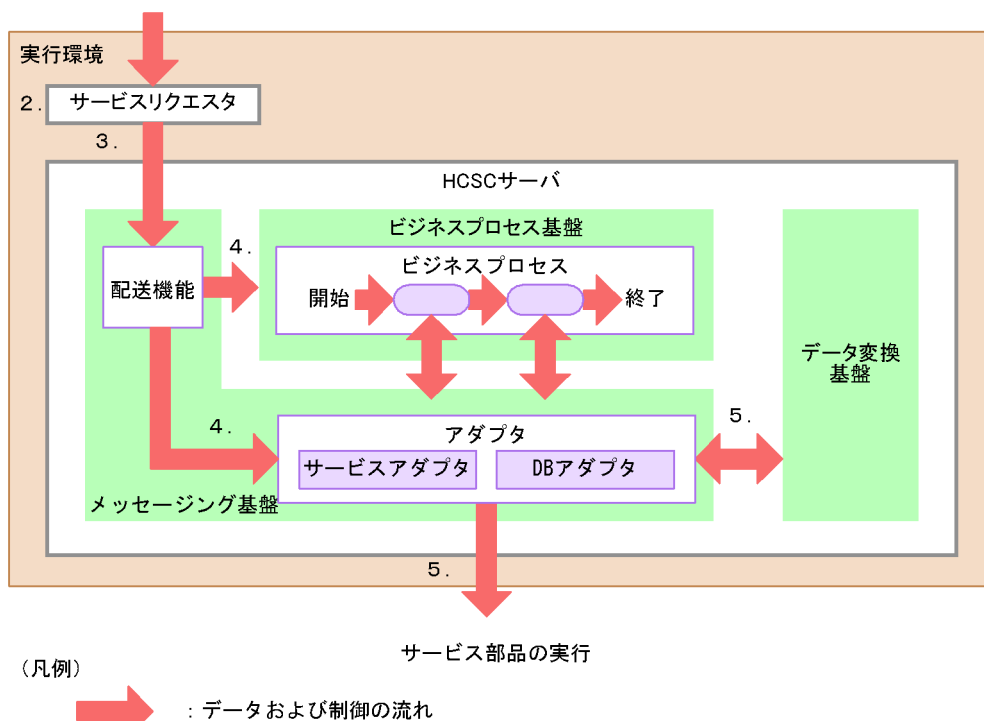 実行環境
2.
サービスリクエスタ
3.
HCSCサーバ
ビジネスプロセス基盤
4.
ビジネスプロセス
配送機能
開始
終了
データ変換
基盤
4.
アダプタ
5.
サービスアダプタ
DBアダプタ
メッセージング基盤
5.
サービス部品の実行
(凡例)
:データおよび制御の流れ